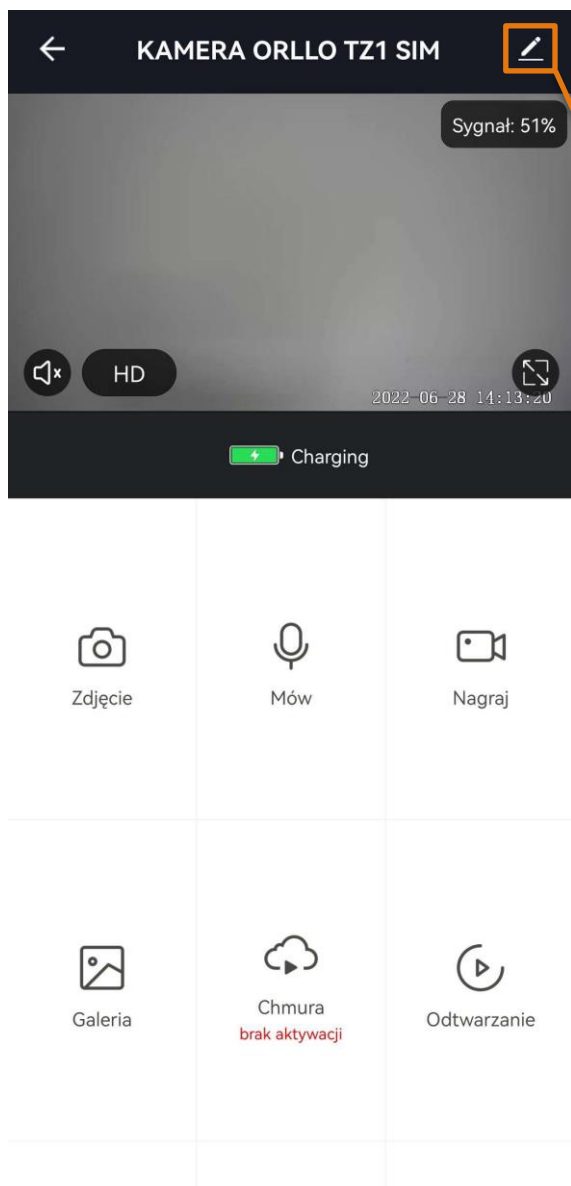 KAMERA ORLLO TZ1 SIM
Sygnał: 51%
HD
2022-06-28 14:13:20
Charging
Zdjęcie
Mów
Nagraj
Galeria
Chmura
brak aktywacji
Odtwarzanie